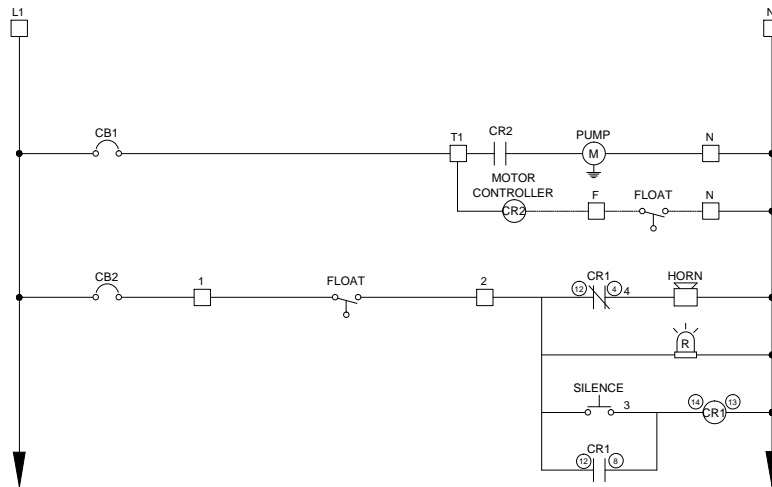 L1
N
CB1
T1
CR2
PUMP
M
N
MOTOR
CONTROLLER
CR2
F
FLOAT
N
CB2
1
FLOAT
2
CR1
12
4
4
HORN
R
SILENCE
3
14
CR1
13
CR1
12
8